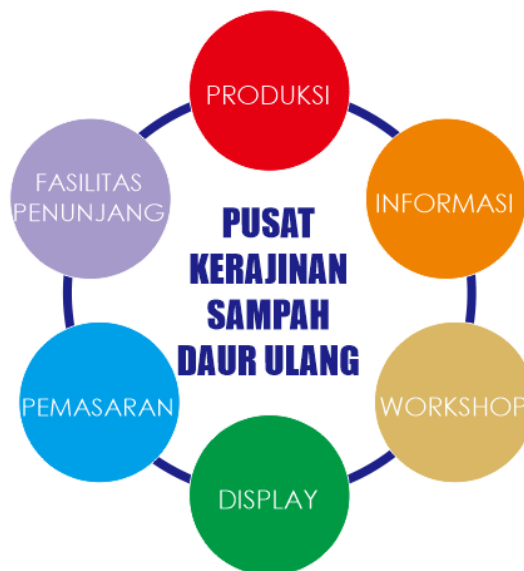 PRODUKSI
INFORMASI
WORKSHOP
DISPLAY
PEMASARAN
FASILITAS
PENUNJANG
PUSAT
KERAJINAN
SAMPAH
DAUR ULANG